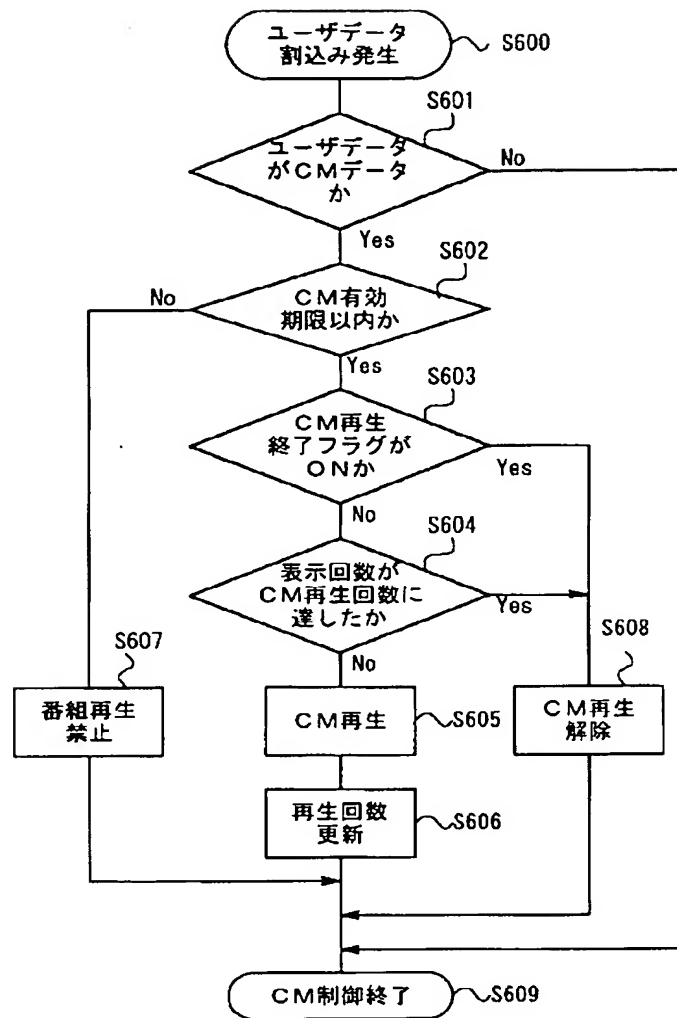 ユーザデータ
割込み発生
S600
S601
ユーザデータ
がCMデータ
か
No
Yes
S602
No
CM有効
期限以内か
Yes
S603
CM再生
終了フラグが
ONか
Yes
No
S604
表示回数が
CM再生回数に
達したか
Yes
No
S607
番組再生
禁止
CM再生
S605
S608
CM再生
解除
再生回数
更新
S606
CM制御終了
S609